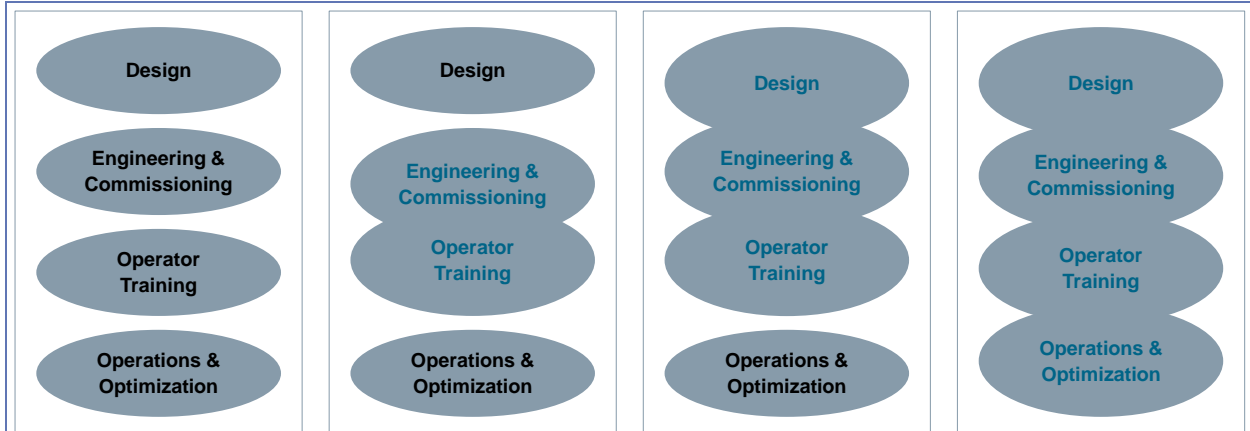 Design
Engineering &
Commissioning
Operator
Training
Operations &
Optimization
Design
Engineering &
Commissioning
Operator
Training
Operations &
Optimization
Design
Engineering &
Commissioning
Operator
Training
Operations &
Optimization
Design
Engineering &
Commissioning
Operator
Training
Operations &
Optimization